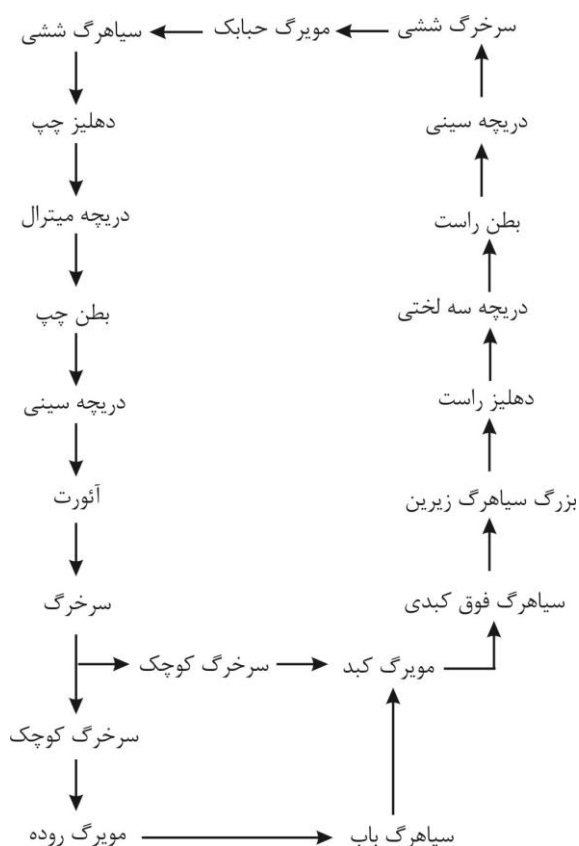 سرخرگ ششی
مویرگ حبابک
سیاهرگ ششی
دریچه سینی
دهلیز چپ
بطن راست
دریچه میترال
دریچه سه لختی
بطن چپ
دهلیز راست
دریچه سینی
بزرگ سیاهرگ زیرین
آئورت
سیاهرگ فوق کبدی
سرخرگ
مویرگ کبد
سرخرگ کوچک
سرخرگ کوچک
سیاهرگ باب
مویرگ روده